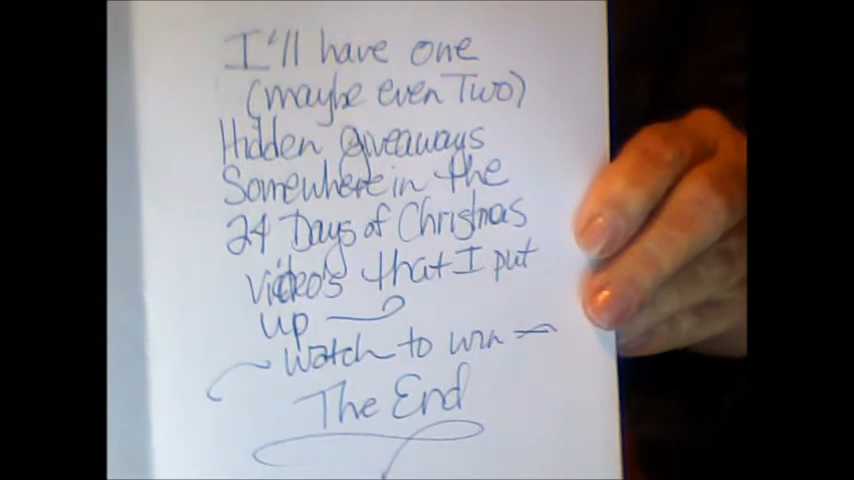 I'll have one
(maybe even Two)
Hidden giveaways
Somewhere in the
24 Days of Christmas
video's that I put
up
Watch to win
The End